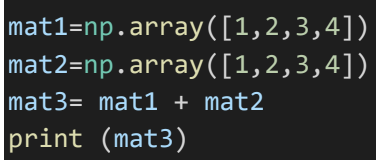 mat1=np.array([1,2,3,4])
mat2=np.array([1,2,3,4])
mat3= mat1 + mat2
print (mat3)